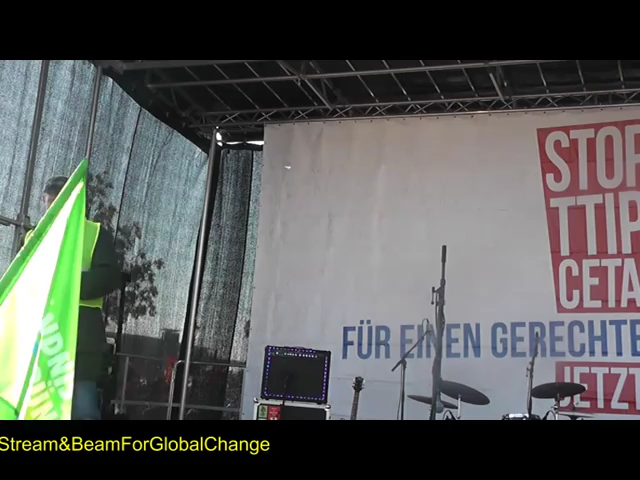 STOP
TTIP
CETA
FÜR EINEN GERECHTE
JETZT
Stream&BeamForGlobalChange